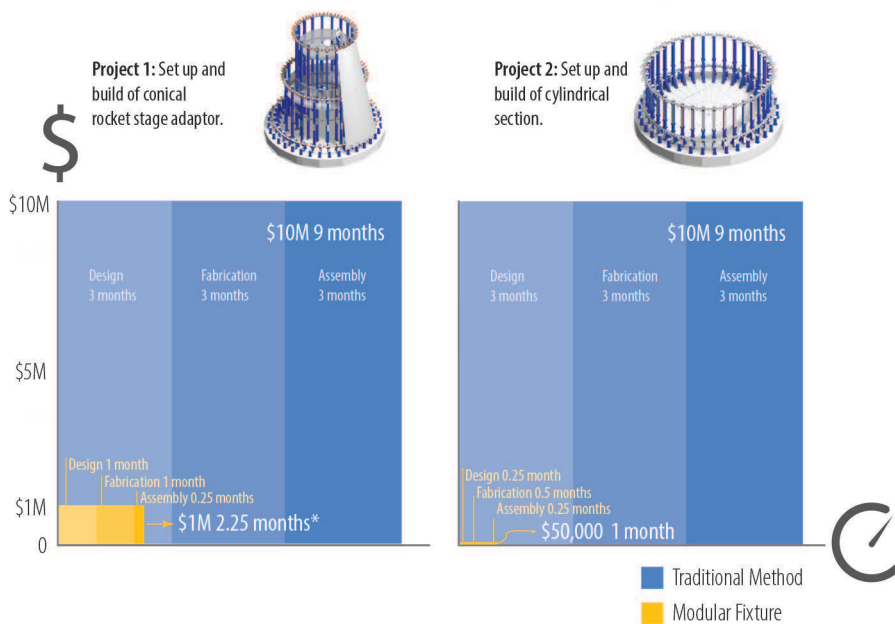 Project 1: Set up and
build of conical
rocket stage adaptor.
Project 2: Set up and
build of cylindrical
section.
$
$10M
$5M
$1M
0
$10M 9 months
Design
3 months
Fabrication
3 months
Assembly
3 months
Design 1 month
Fabrication 1 month
Assembly 0.25 months
$1M 2.25 months*
$10M 9 months
Design
3 months
Fabrication
3 months
Assembly
3 months
Design 0.25 month
Fabrication 0.5 months
Assembly 0.25 months
$50,000 1 month
Traditional Method
Modular Fixture